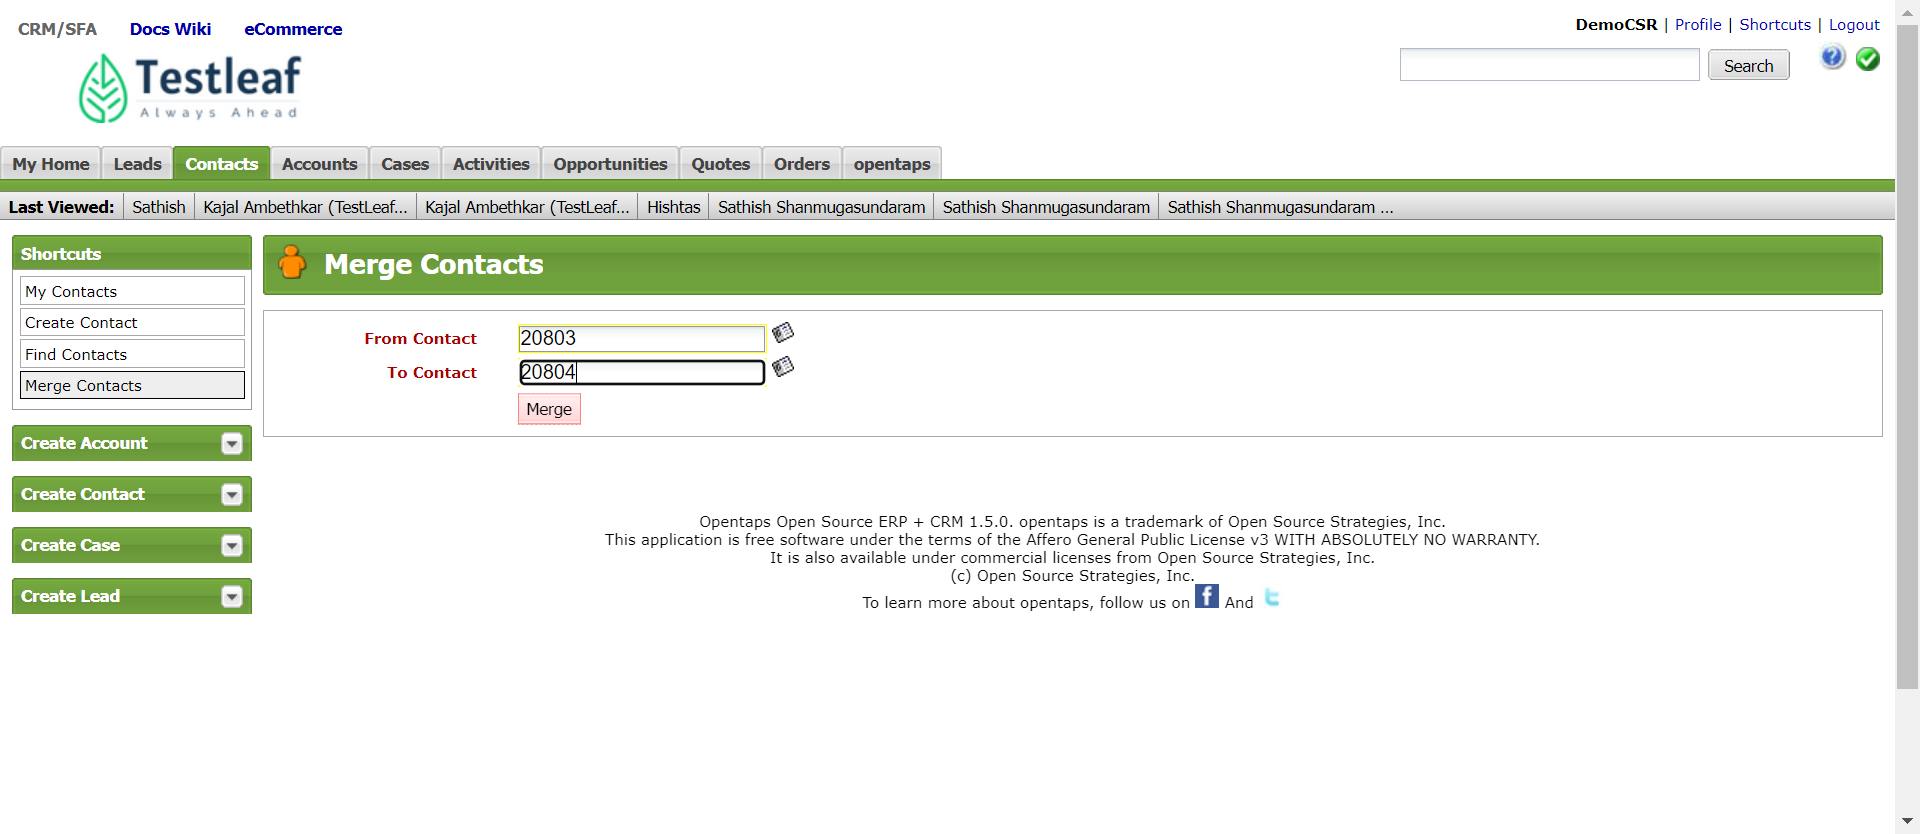 CRM/SFA Docs Wiki eCommerce
DemoCSR | Profile | Shortcuts | Logout
Testleaf
Always Ahead
Search
My Home Leads Contacts Accounts Cases Activities Opportunities Quotes Orders opentaps
Last Viewed: Sathish Kajal Ambethkar (TestLeaf... Kajal Ambethkar (TestLeaf... Hishtas Sathish Shanmugasundaram Sathish Shanmugasundaram Sathish Shanmugasundaram ...
Shortcuts
My Contacts
Create Contact
Find Contacts
Merge Contacts
Create Account
Create Contact
Create Case
Create Lead
Merge Contacts
From Contact 20803
To Contact 20804
Merge
Opentaps Open Source ERP + CRM 1.5.0. opentaps is a trademark of Open Source Strategies, Inc.
This application is free software under the terms of the Affero General Public License v3 WITH ABSOLUTELY NO WARRANTY.
It is also available under commercial licenses from Open Source Strategies, Inc.
(c) Open Source Strategies, Inc.
To learn more about opentaps, follow us on f And t